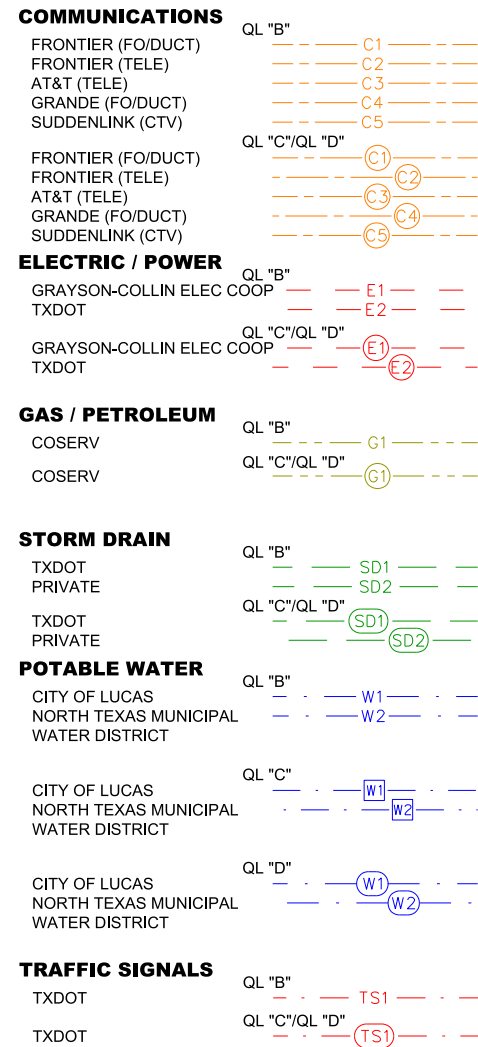 COMMUNICATIONS
QL "B"
FRONTIER (FO/DUCT) C1
FRONTIER (TELE) C2
AT&T (TELE) C3
GRANDE (FO/DUCT) C4
SUDDENLINK (CTV) C5
QL "C"/QL "D"
FRONTIER (FO/DUCT) C1
FRONTIER (TELE) C2
AT&T (TELE) C3
GRANDE (FO/DUCT) C4
SUDDENLINK (CTV) C5
ELECTRIC / POWER
QL "B"
GRAYSON-COLLIN ELEC COOP E1
TXDOT E2
QL "C"/QL "D"
GRAYSON-COLLIN ELEC COOP E1
TXDOT E2
GAS / PETROLEUM
QL "B"
COSERV G1
QL "C"/QL "D"
COSERV G1
STORM DRAIN
QL "B"
TXDOT SD1
PRIVATE SD2
QL "C"/QL "D"
TXDOT SD1
PRIVATE SD2
POTABLE WATER
QL "B"
CITY OF LUCAS W1
NORTH TEXAS MUNICIPAL W2
WATER DISTRICT
QL "C"
CITY OF LUCAS W1
NORTH TEXAS MUNICIPAL W2
WATER DISTRICT
QL "D"
CITY OF LUCAS W1
NORTH TEXAS MUNICIPAL W2
WATER DISTRICT
TRAFFIC SIGNALS
QL "B"
TXDOT TS1
QL "C"/QL "D"
TXDOT TS1